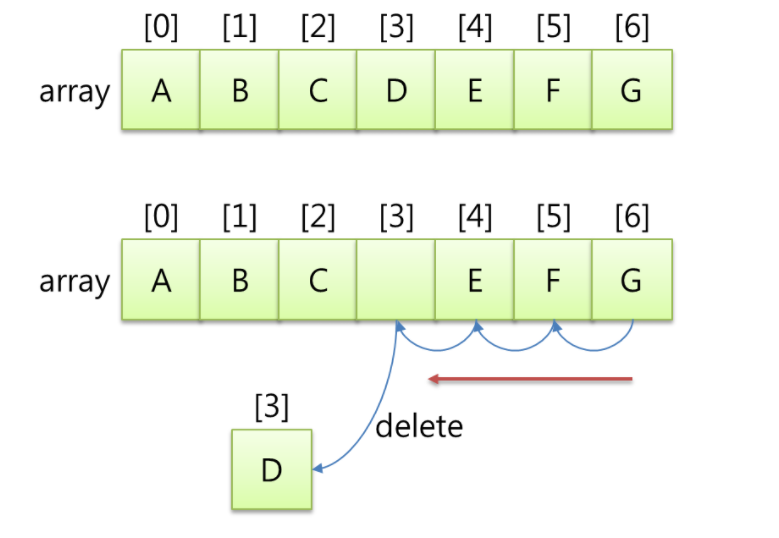 [0] [1] [2] [3] [4] [5] [6]
array A B C D E F G
[0] [1] [2] [3] [4] [5] [6]
array A B C E F G
[3]
delete
D